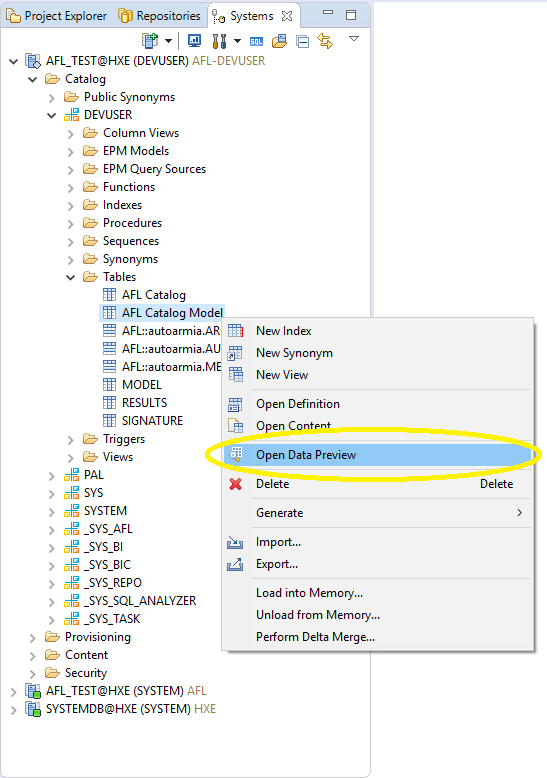 Project Explorer
Repositories
Systems
SQL
AFL_TEST@HXE (DEVUSER) AFL-DEVUSER
Catalog
Public Synonyms
DEVUSER
Column Views
EPM Models
EPM Query Sources
Functions
Indexes
Procedures
Sequences
Synonyms
Tables
AFL Catalog
AFL Catalog Model
AFL::autoarmia.AR
AFL::autoarmia.AU
AFL::autoarmia.ME
MODEL
RESULTS
SIGNATURE
Triggers
Views
PAL
SYS
SYSTEM
_SYS_AFL
_SYS_BI
_SYS_BIC
_SYS_REPO
_SYS_SQL_ANALYZER
_SYS_TASK
Provisioning
Content
Security
AFL_TEST@HXE (SYSTEM) AFL
SYSTEMDB@HXE (SYSTEM) HXE
New Index
New Synonym
New View
Open Definition
Open Content
Open Data Preview
Delete Delete
Generate
Import...
Export...
Load into Memory...
Unload from Memory...
Perform Delta Merge...